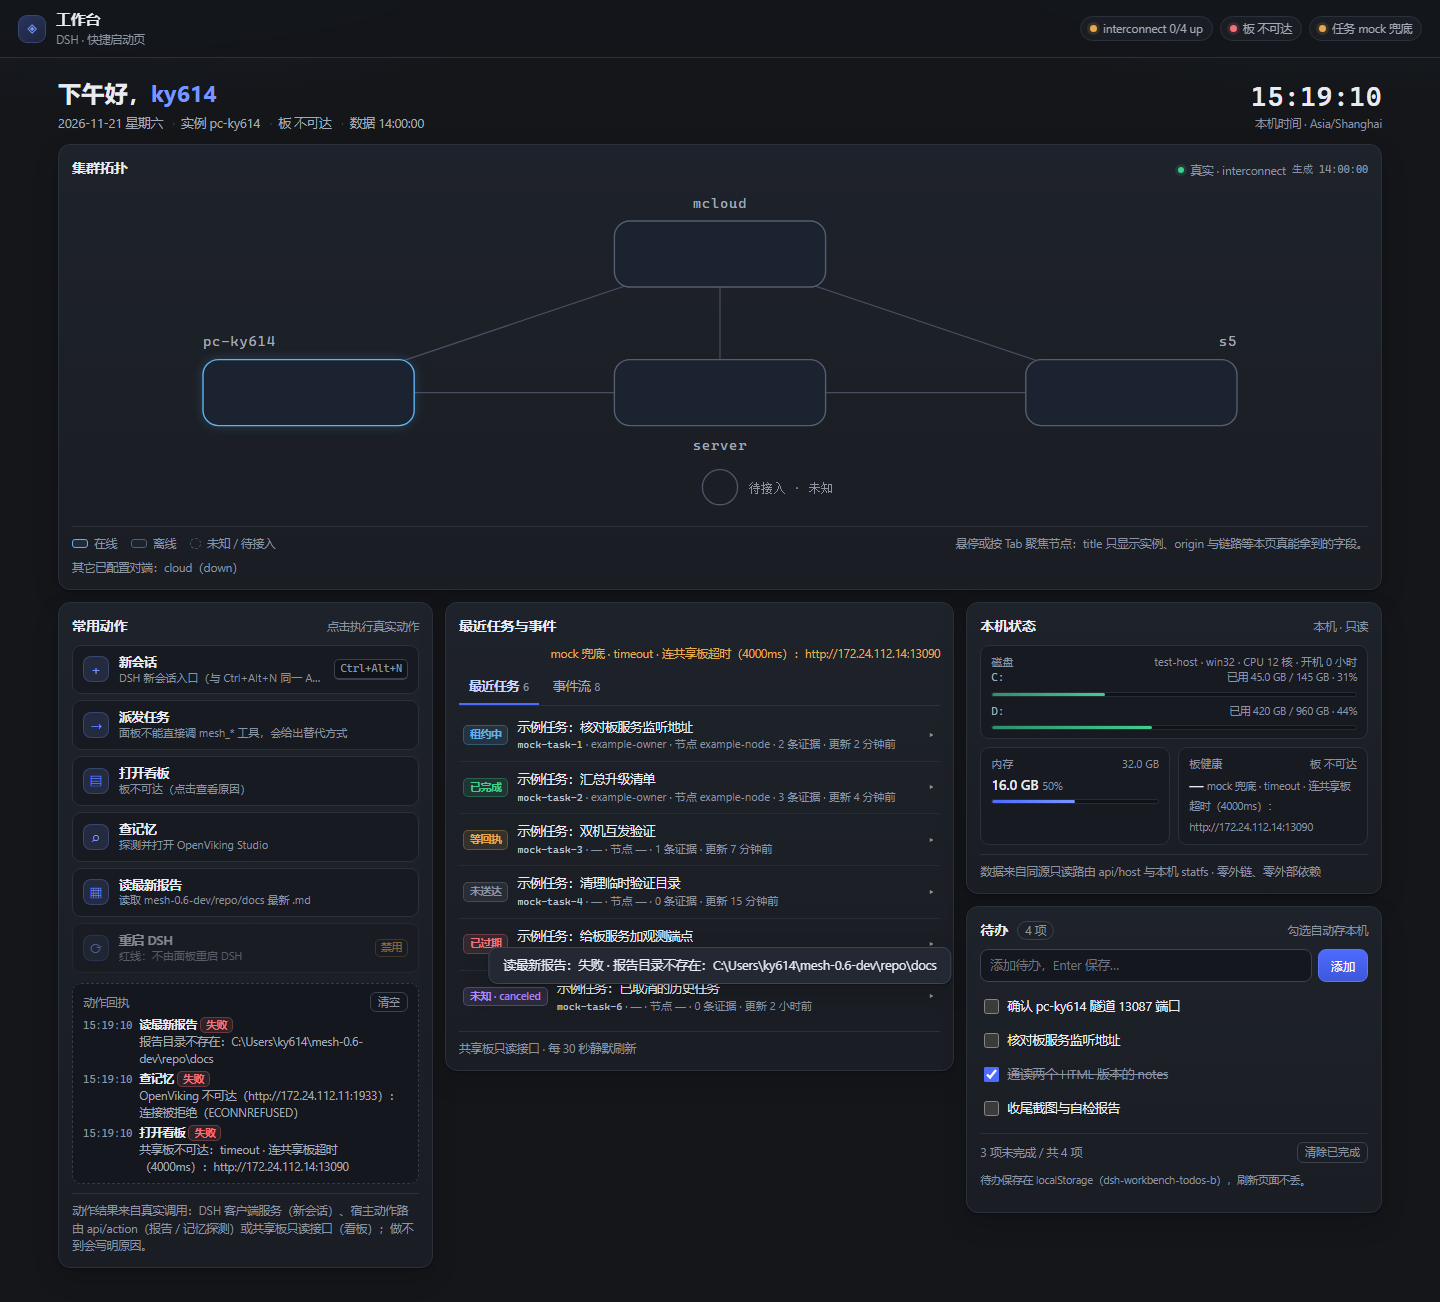 工作台
DSH · 快捷启动页
interconnect 0/4 up
板 不可达
任务 mock 兜底
下午好，ky614
2026-11-21 星期六 · 实例 pc-ky614 · 板 不可达 · 数据 14:00:00
15:19:10
本机时间 · Asia/Shanghai
集群拓扑
真实 · interconnect 生成 14:00:00
mcloud
pc-ky614
s5
server
待接入 · 未知
在线
离线
未知 / 待接入
悬停或按 Tab 聚焦节点：title 只显示实例、origin 与链路等本页真能拿到的字段。
其它已配置对端：cloud（down）
常用动作
点击执行真实动作
新会话
DSH 新会话入口（与 Ctrl+Alt+N 同一 A...
Ctrl+Alt+N
派发任务
面板不能直接调 mesh_* 工具，会给出替代方式
打开看板
板不可达（点击查看原因）
查记忆
探测并打开 OpenViking Studio
读最新报告
读取 mesh-0.6-dev/repo/docs 最新 .md
重启 DSH
红线：不由面板重启 DSH
禁用
动作回执
清空
15:19:10 读最新报告 失败
报告目录不存在：C:\Users\ky614\mesh-0.6-
dev\repo\docs
15:19:10 查记忆 失败
OpenViking 不可达（http://172.24.112.11:1933）：
连接被拒绝（ECONNREFUSED）
15:19:10 打开看板 失败
共享板不可达：timeout · 连共享板超时
（4000ms）：http://172.24.112.14:13090
动作结果来自真实调用：DSH 客户端服务（新会话）、宿主动作路
由 api/action（报告 / 记忆探测）或共享板只读接口（看板）；做不
到会写明原因。
最近任务与事件
mock 兜底 · timeout · 连共享板超时（4000ms）：http://172.24.112.14:13090
最近任务 6
事件流 8
租约中
示例任务：核对板服务监听地址
mock-task-1 · example-owner · 节点 example-node · 2 条证据 · 更新 2 分钟前
已完成
示例任务：汇总升级清单
mock-task-2 · example-owner · 节点 example-node · 3 条证据 · 更新 4 分钟前
等回执
示例任务：双机互发验证
mock-task-3 · — · 节点 — · 1 条证据 · 更新 7 分钟前
未送达
示例任务：清理临时验证目录
mock-task-4 · — · 节点 — · 0 条证据 · 更新 15 分钟前
已过期
示例任务：给板服务加观测端点
读最新报告：失败 · 报告目录不存在：C:\Users\ky614\mesh-0.6-dev\repo\docs
未知 · canceled
示例任务：已取消的历史任务
mock-task-6 · — · 节点 — · 0 条证据 · 更新 2 小时前
共享板只读接口 · 每 30 秒静默刷新
本机状态
本机 · 只读
磁盘
test-host · win32 · CPU 12 核 · 开机 0 小时
C:
已用 45.0 GB / 145 GB · 31%
D:
已用 420 GB / 960 GB · 44%
内存
32.0 GB
16.0 GB 50%
板健康
板 不可达
— mock 兜底 · timeout · 连共享板
超时（4000ms）：
http://172.24.112.14:13090
数据来自同源只读路由 api/host 与本机 statfs · 零外链、零外部依赖
待办 4 项
勾选自动存本机
添加待办，Enter 保存...
添加
确认 pc-ky614 隧道 13087 端口
核对板服务监听地址
通读两个 HTML 版本的 notes
收尾截图与自检报告
3 项未完成 / 共 4 项
清除已完成
待办保存在 localStorage（dsh-workbench-todos-b），刷新页面不丢。